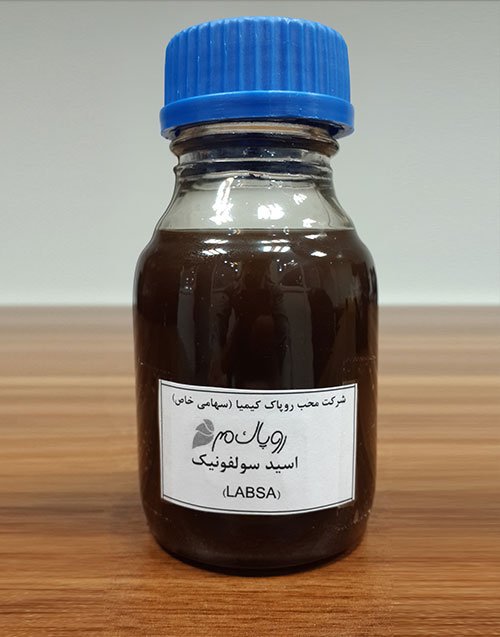 شرکت محب روپاک کیمیا (سهامی خاص)
روپاک م
اسید سولفونیک
(LABSA)